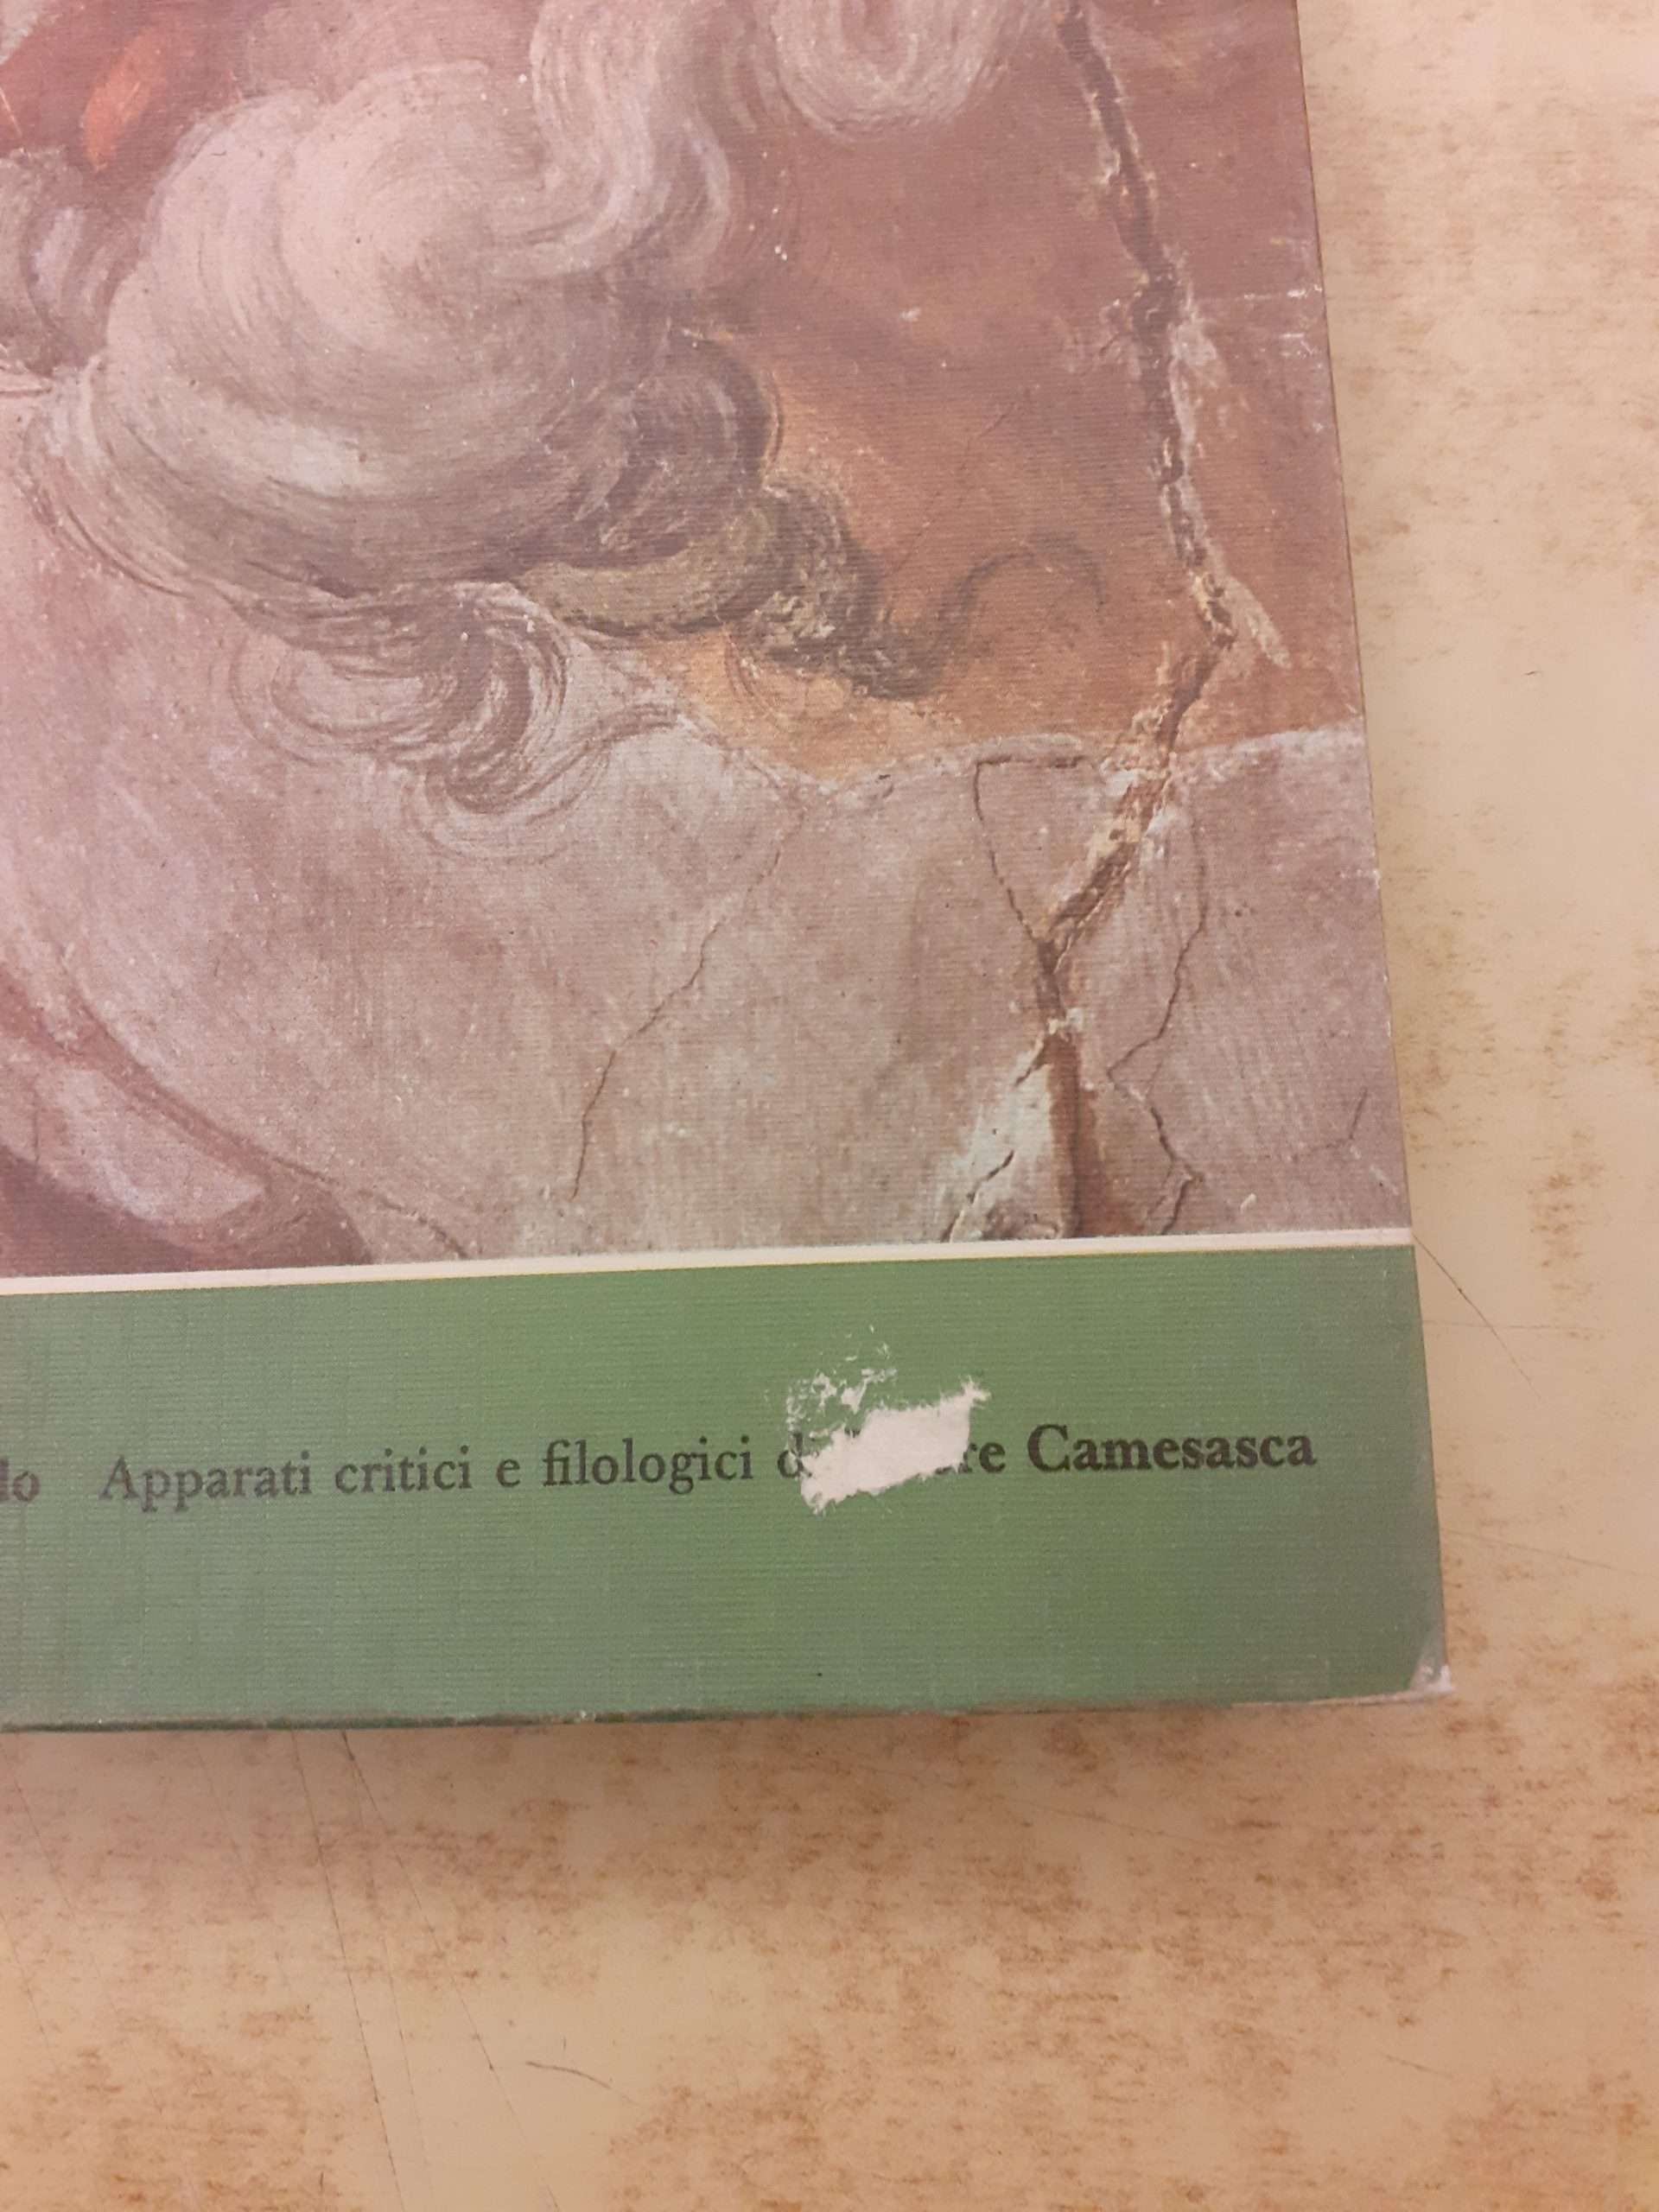 lo Apparati critici e filologici d re Camesasca